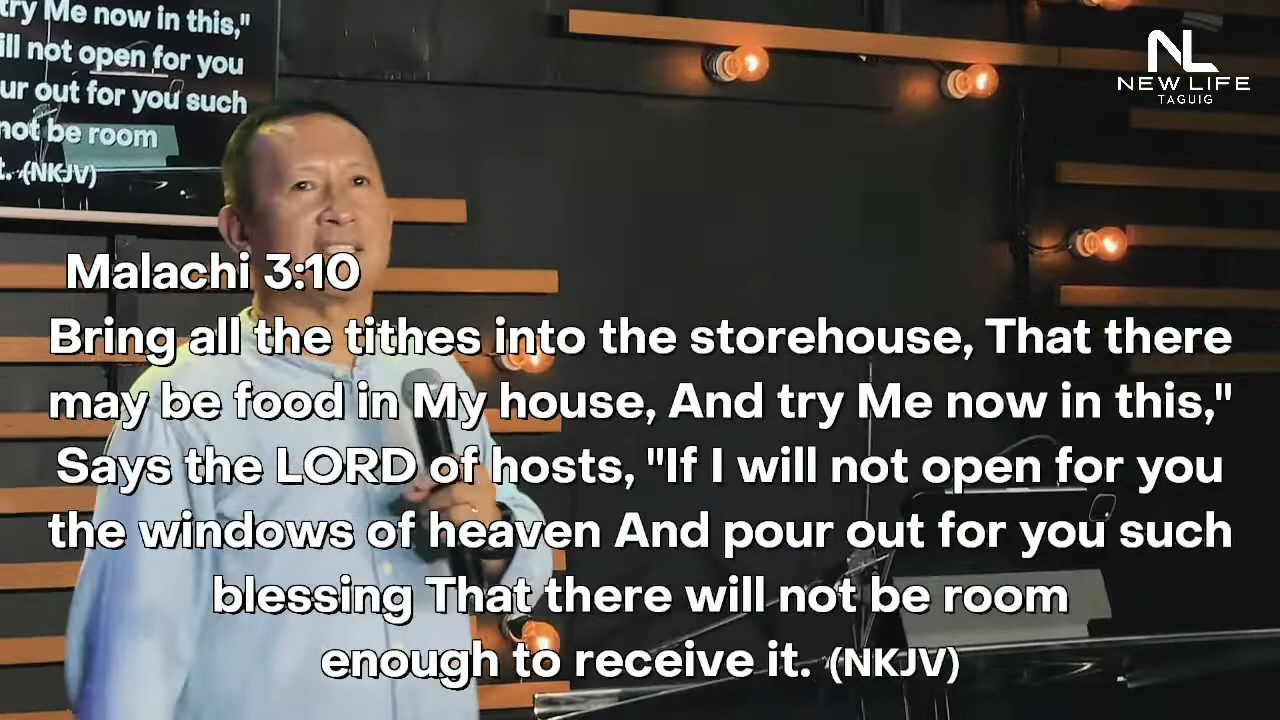 try Me now in this,"
ill not open for you
ur out for you such
not be room
t. (NKJV)
NL
NEW LIFE
TAGUIG
Malachi 3:10
Bring all the tithes into the storehouse, That there
may be food in My house, And try Me now in this,"
Says the LORD of hosts, "If I will not open for you
the windows of heaven And pour out for you such
blessing That there will not be room
enough to receive it. (NKJV)